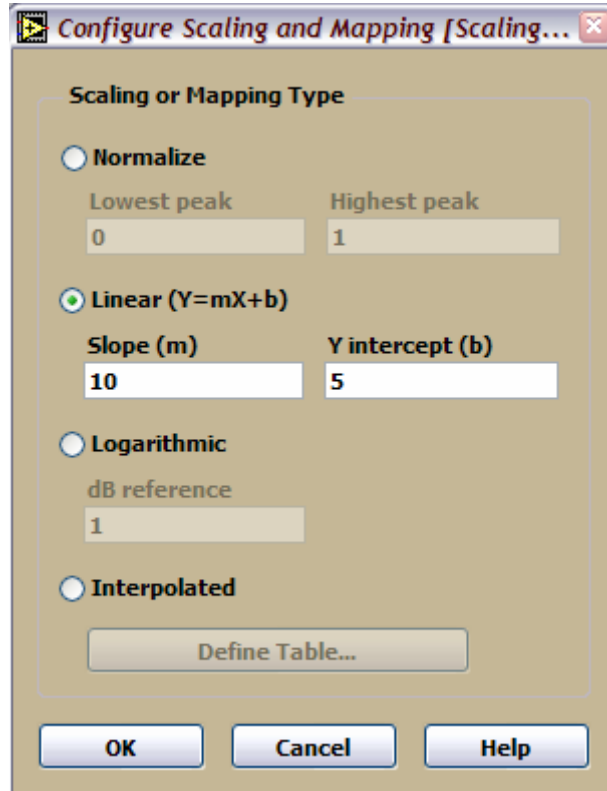 Configure Scaling and Mapping [Scaling...
Scaling or Mapping Type
Normalize
Lowest peak Highest peak
0 1
Linear (Y=mX+b)
Slope (m) Y intercept (b)
10 5
Logarithmic
dB reference
1
Interpolated
Define Table...
OK Cancel Help